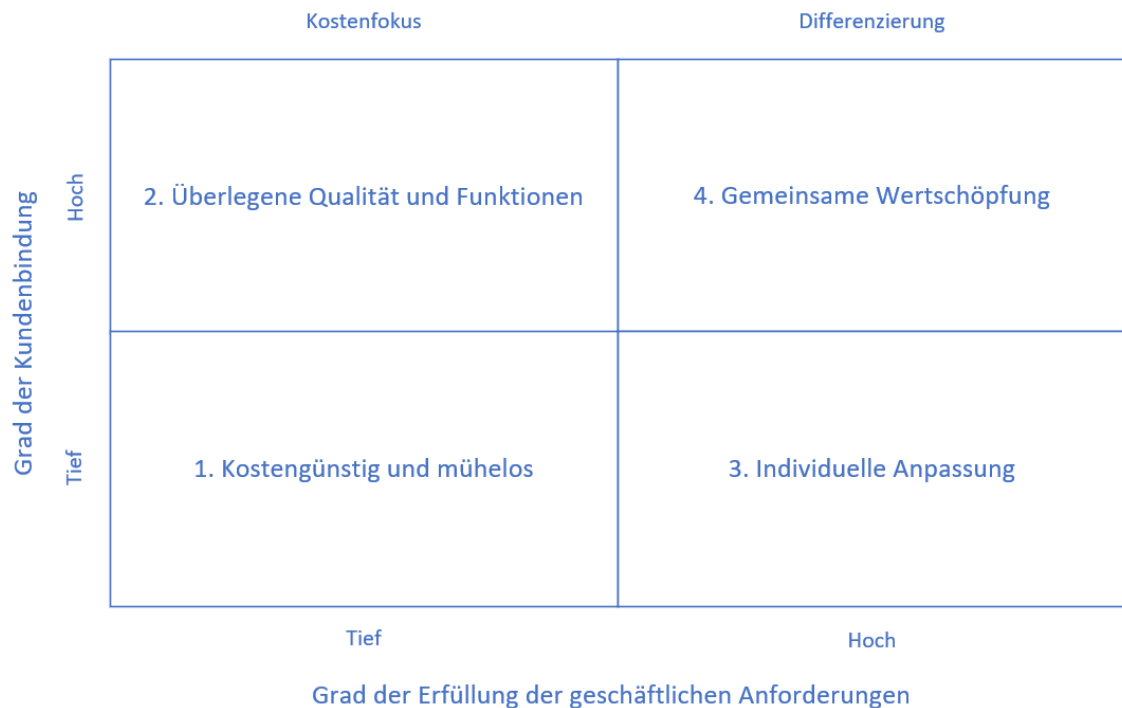 Kostenfokus
Differenzierung
Grad der Kundenbindung
Hoch
2. Überlegene Qualität und Funktionen
4. Gemeinsame Wertschöpfung
Tief
1. Kostengünstig und mühelos
3. Individuelle Anpassung
Tief
Hoch
Grad der Erfüllung der geschäftlichen Anforderungen